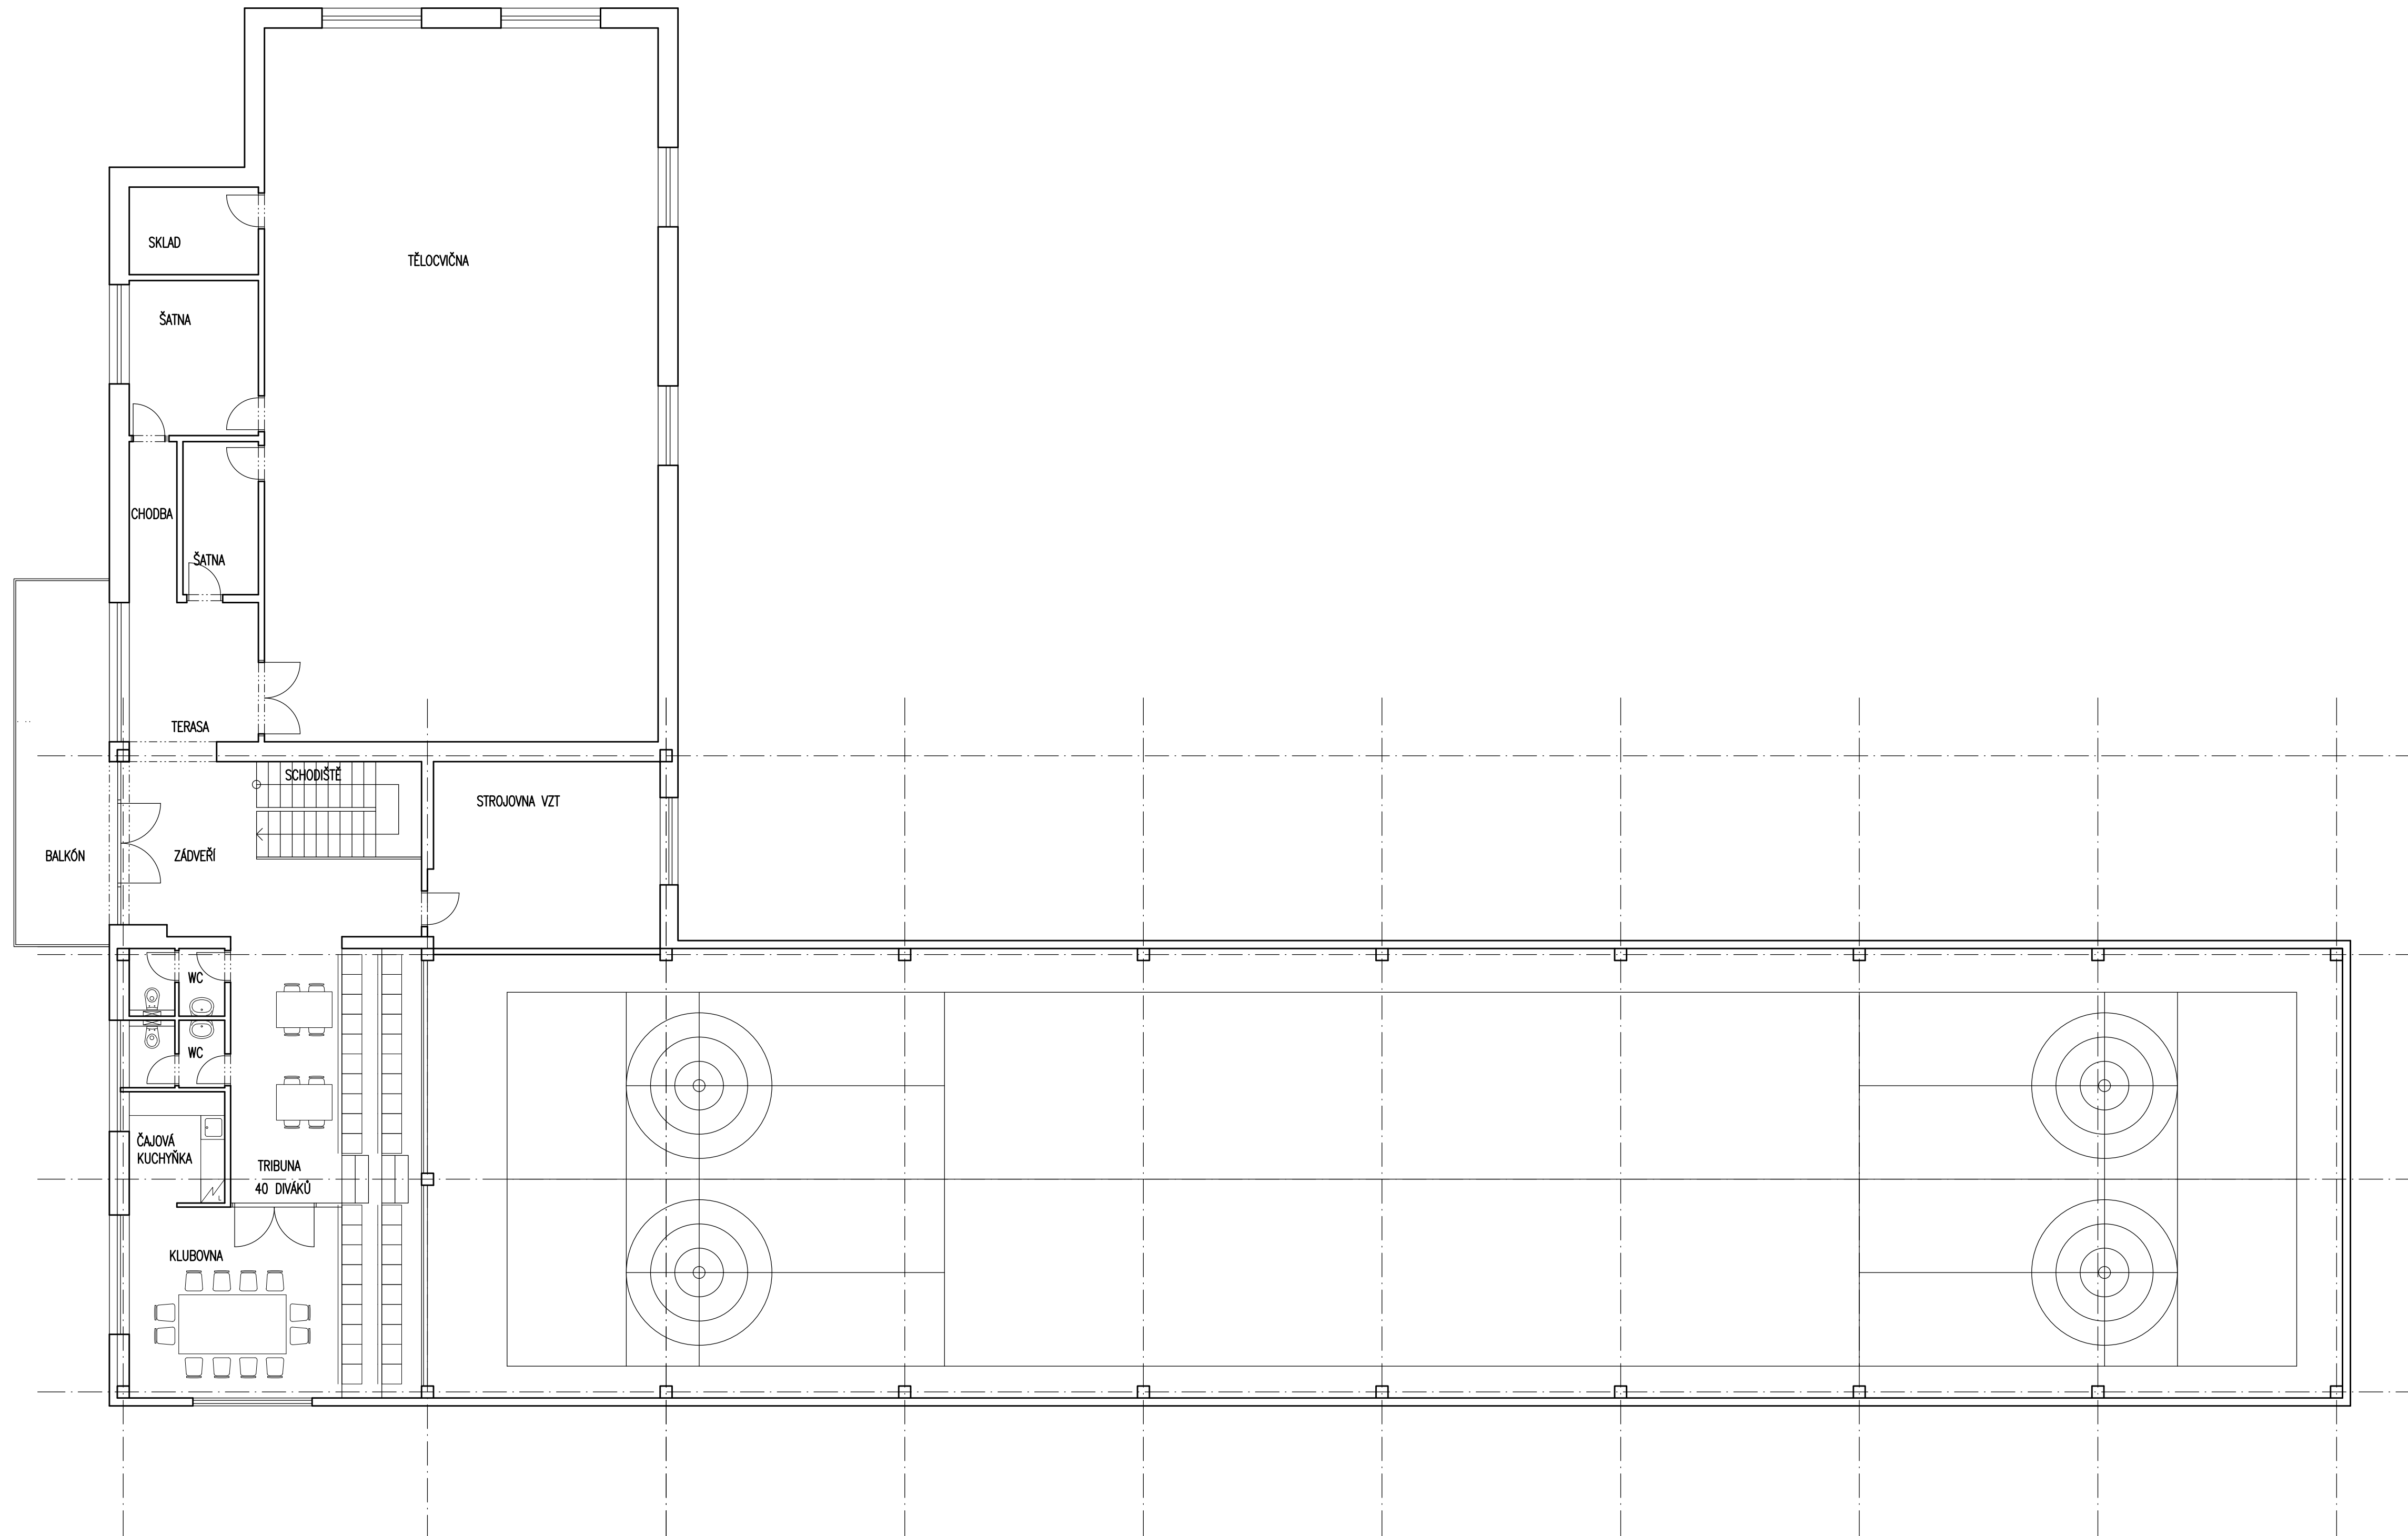 TĚLOCVIČNA
SKLAD
ŠATNA
CHODBA
ŠATNA
TERASA
SCHODIŠTĚ
STROJOVNA VZT
BALKÓN
ZÁDVEŘÍ
WC
WC
ČAJOVÁ
KUCHYŇKA
TRIBUNA
40 DIVÁKŮ
L
KLUBOVNA